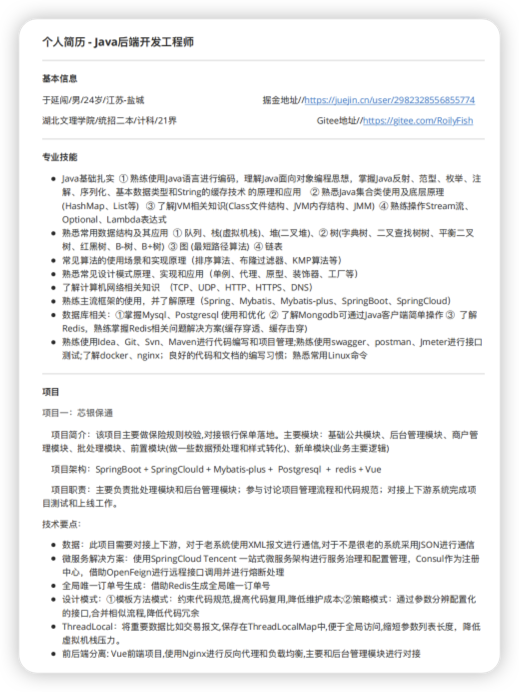 个人简历 - Java后端开发工程师
基本信息
于延闯/男/24岁/江苏-盐城 掘金地址//https://juejin.cn/user/2982328556855774
湖北文理学院/统招二本/计科/21界 Gitee地址//https://gitee.com/RoilyFish
专业技能
Java基础扎实 ① 熟练使用Java语言进行编码，理解Java面向对象编程思想，掌握Java反射、范型、枚举、注
解、序列化、基本数据类型和String的缓存技术 的原理和应用 ② 熟悉Java集合类使用及底层原理
(HashMap、List等) ③ 了解JVM相关知识(Class文件结构、JVM内存结构、JMM) ④ 熟练操作Stream流、
Optional、Lambda表达式
熟悉常用数据结构及其应用 ① 队列、栈(虚拟机栈)、堆(二叉堆)、② 树(字典树、二叉查找树树、平衡二叉
树、红黑树、B-树、B+树) ③ 图 (最短路径算法) ④ 链表
常见算法的使用场景和实现原理（排序算法、布隆过滤器、KMP算法等）
熟悉常见设计模式原理、实现和应用（单例、代理、原型、装饰器、工厂等）
了解计算机网络相关知识 （TCP、UDP、HTTP、HTTPS、DNS）
熟练主流框架的使用，并了解原理（Spring、Mybatis、Mybatis-plus、SpringBoot、SpringCloud）
数据库相关：①掌握Mysql、Postgresql 使用和优化 ② 了解Mongodb可通过Java客户端简单操作 ③ 了解
Redis、熟练掌握Redis相关问题解决方案(缓存穿透、缓存击穿)
熟练使用Idea、Git、Svn、Maven进行代码编写和项目管理;熟练使用swagger、postman、Jmeter进行接口
测试;了解docker、nginx；良好的代码和文档的编写习惯；熟悉常用Linux命令
项目
项目一：芯银保通
项目简介：该项目主要做保险规则校验,对接银行保单落地。主要模块：基础公共模块、后台管理模块、商户管
理模块、批处理模块、前置模块(做一些数据预处理和样式转化)、新单模块(业务主要逻辑)
项目架构：SpringBoot + SpringClould + Mybatis-plus + Postgresql + redis + Vue
项目职责：主要负责批处理模块和后台管理模块；参与讨论项目管理流程和代码规范；对接上下游系统完成项
目测试和上线工作。
技术要点：
数据：此项目需要对接上下游，对于老系统使用XML报文进行通信,对于不是很老的系统采用JSON进行通信
微服务解决方案：使用SpringCloud Tencent 一站式微服务架构进行服务治理和配置管理，Consul作为注册
中心，借助OpenFeign进行远程接口调用并进行熔断处理
全局唯一订单号生成：借助Redis生成全局唯一订单号
设计模式：①模板方法模式：约束代码规范,提高代码复用,降低维护成本;②策略模式：通过参数分辨配置化
的接口,合并相似流程,降低代码冗余
ThreadLocal：将重要数据比如交易报文,保存在ThreadLocalMap中,便于全局访问,缩短参数列表长度，降低
虚拟机栈压力。
前后端分离: Vue前端项目,使用Nginx进行反向代理和负载均衡,主要和后台管理模块进行对接